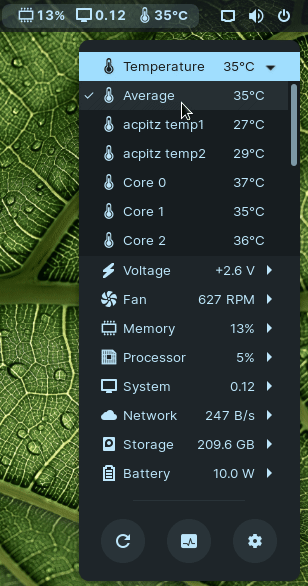 13% 0.12 35°C
Temperature 35°C
Average 35°C
acpitz temp1 27°C
acpitz temp2 29°C
Core 0 37°C
Core 1 35°C
Core 2 36°C
Voltage +2.6 V
Fan 627 RPM
Memory 13%
Processor 5%
System 0.12
Network 247 B/s
Storage 209.6 GB
Battery 10.0 W